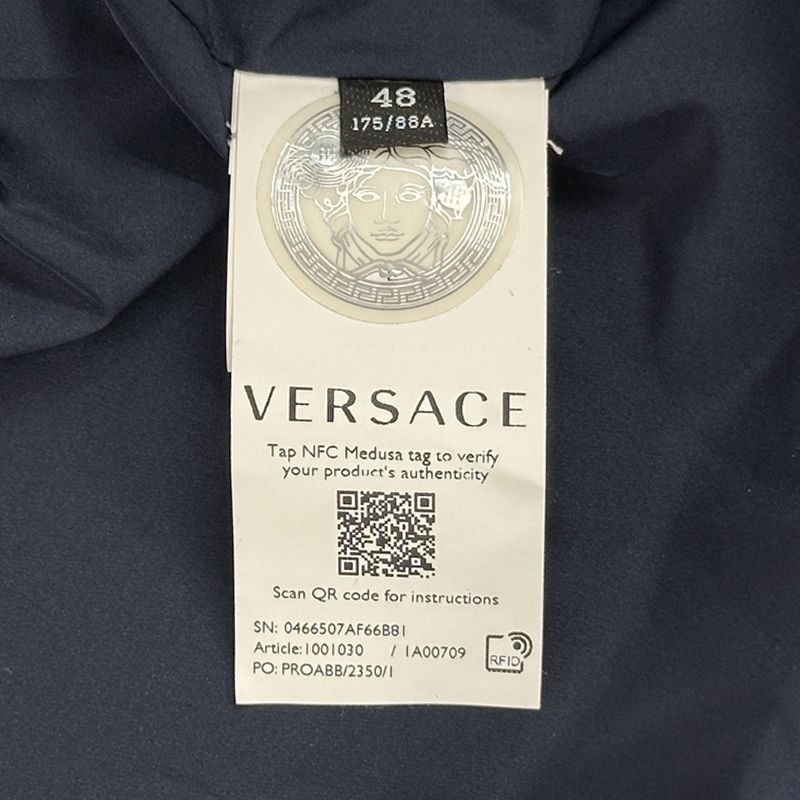 48
175/88A
VERSACE
Tap NFC Medusa tag to verify
your product's authenticity
Scan QR code for instructions
SN: 0466507AF66B81
Article:1001030 / 1A00709
PO: PROABB/2350/1
RFID